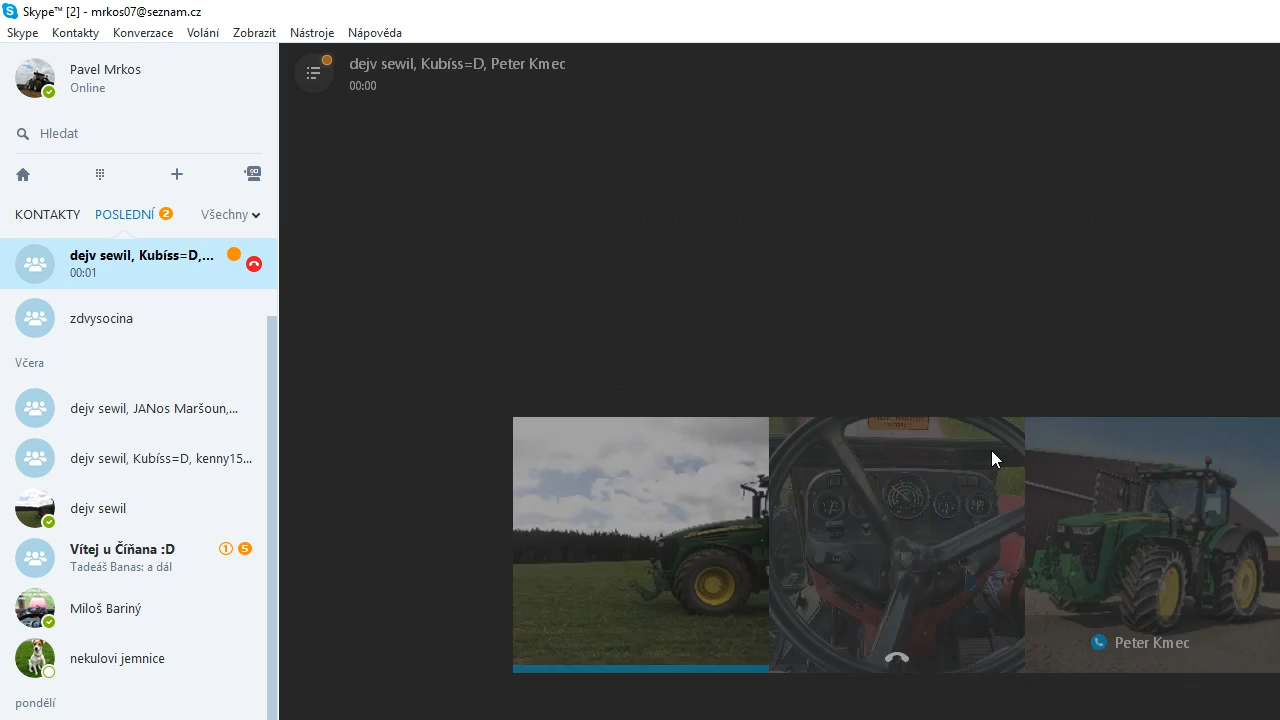 Skype™ [2] - mrkos07@seznam.cz
Skype Kontakty Konverzace Volání Zobrazit Nástroje Nápověda
Pavel Mrkos
Online
Hledat
KONTAKTY POSLEDNÍ 2 Všechny
dejv sewil, Kubíss=D,...
00:01
zdvysocina
Včera
dejv sewil, JANos Maršoun,...
dejv sewil, Kubíss=D, kenny15...
dejv sewil
Vítej u Číňana :D 1 5
Tadeáš Banas: a dál
Miloš Bariný
nekulovi jemnice
pondělí
dejv sewil, Kubíss=D, Peter Kmec
00:00
Peter Kmec